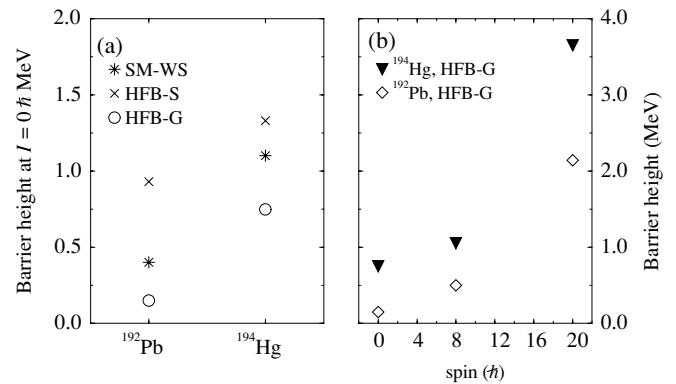 (a)
SM-WS
HFB-S
HFB-G
2.0
1.5
1.0
0.5
0.0
Barrier height at I = 0 ℏ MeV
¹⁹²Pb
¹⁹⁴Hg
(b)
¹⁹⁴Hg, HFB-G
¹⁹²Pb, HFB-G
4.0
3.0
2.0
1.0
0.0
Barrier height (MeV)
0 4 8 12 16 20
spin (ℏ)